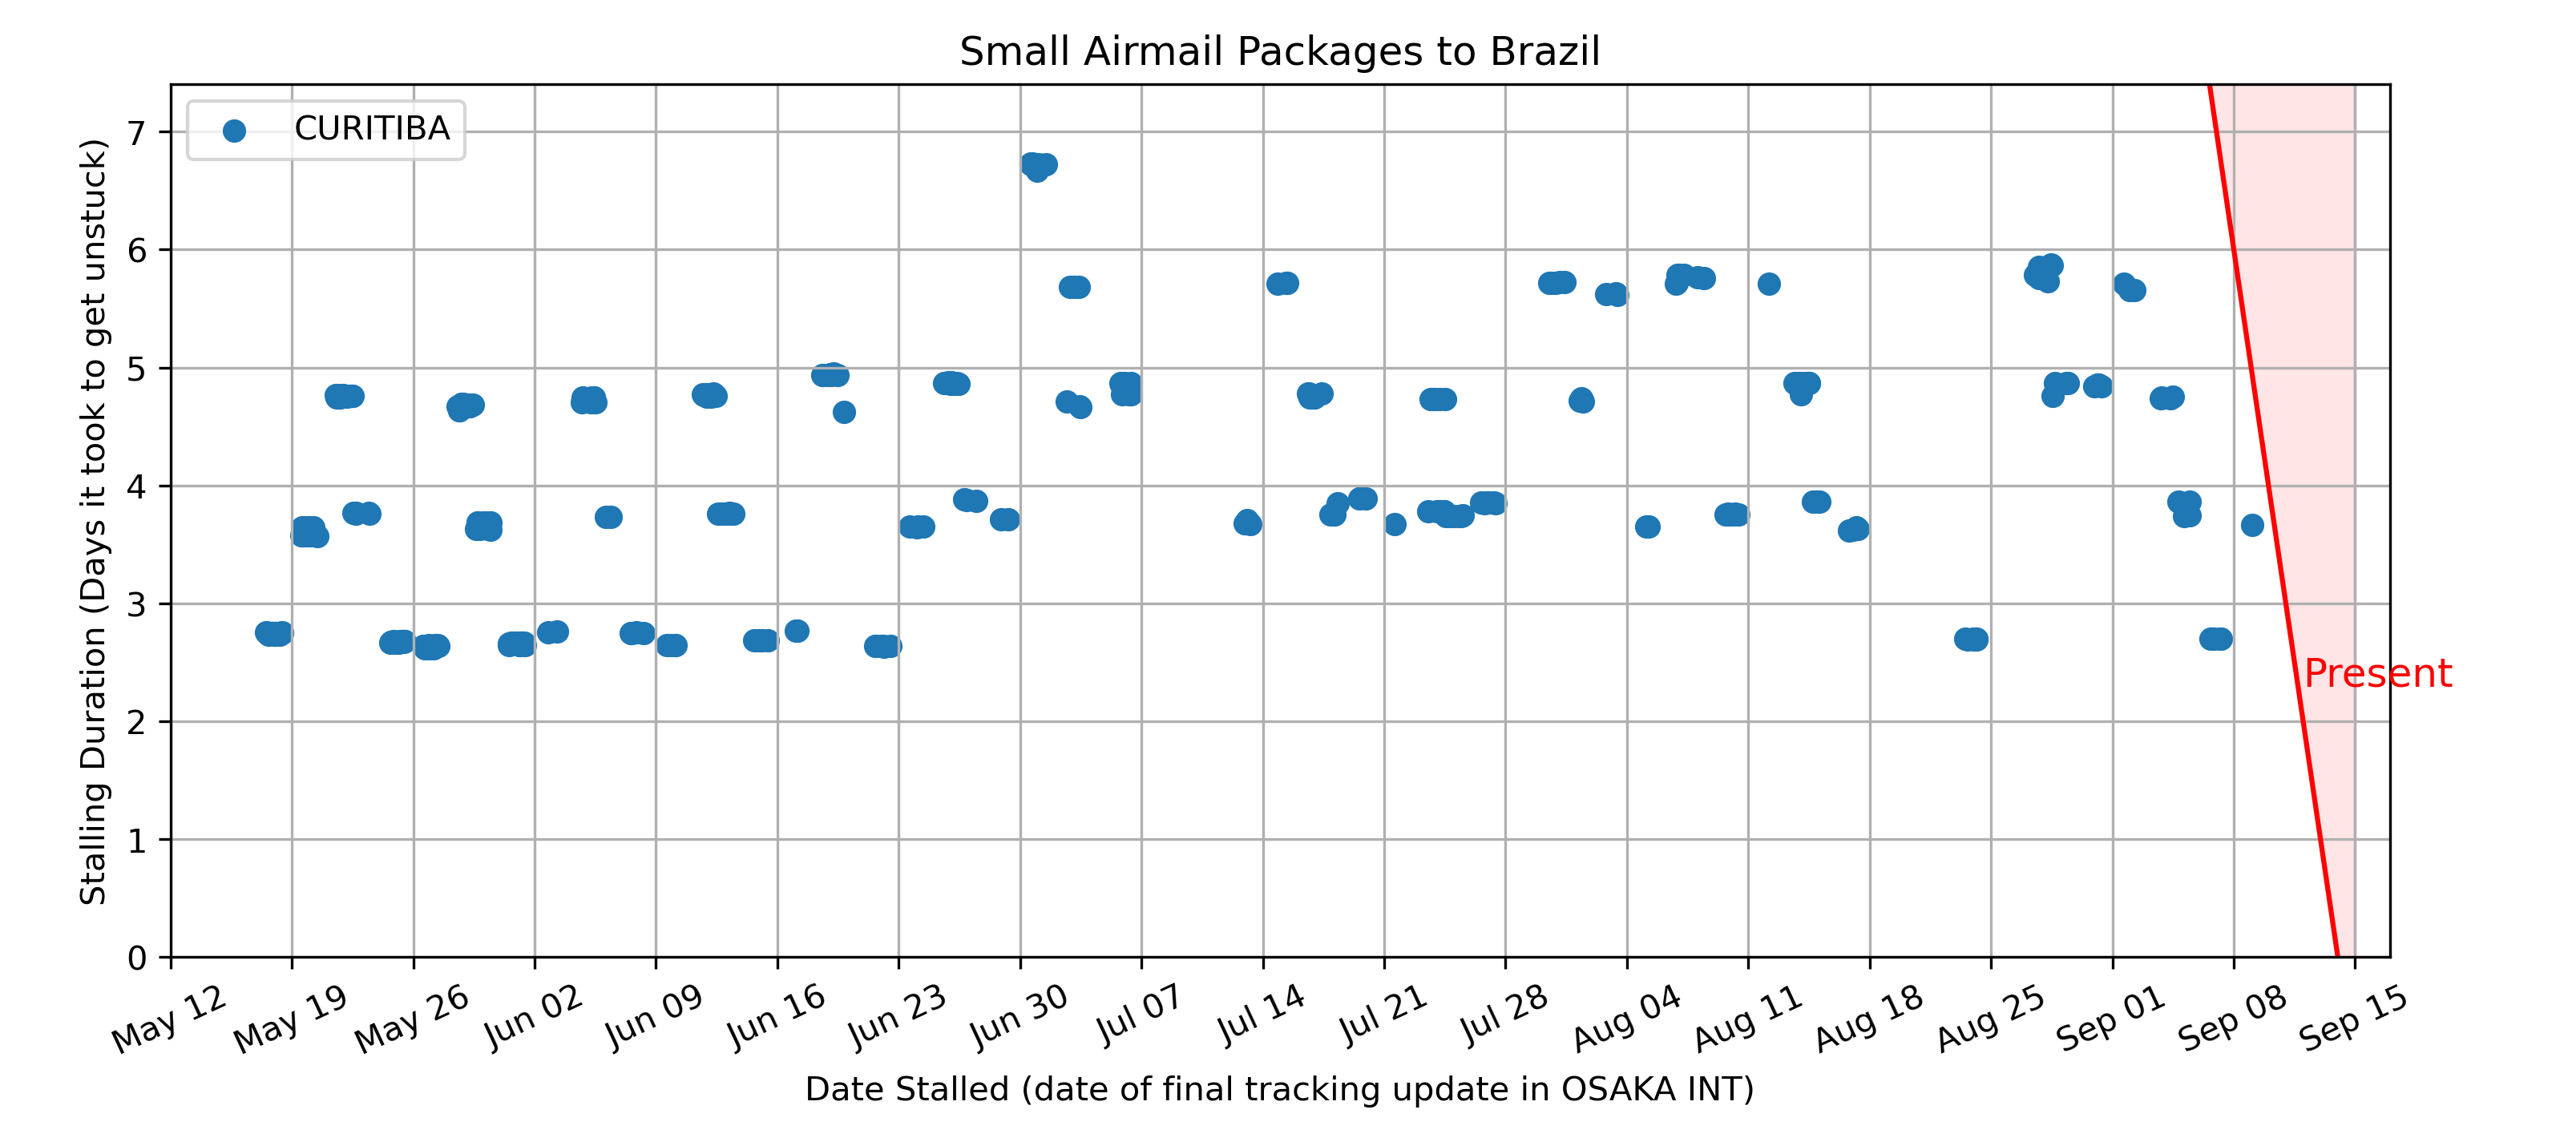 Small Airmail Packages to Brazil
CURITIBA
Stalling Duration (Days it took to get unstuck)
7
6
5
4
3
2
1
0
Present
May 12
May 19
May 26
Jun 02
Jun 09
Jun 16
Jun 23
Jun 30
Jul 07
Jul 14
Jul 21
Jul 28
Aug 04
Aug 11
Aug 18
Aug 25
Sep 01
Sep 08
Sep 15
Date Stalled (date of final tracking update in OSAKA INT)